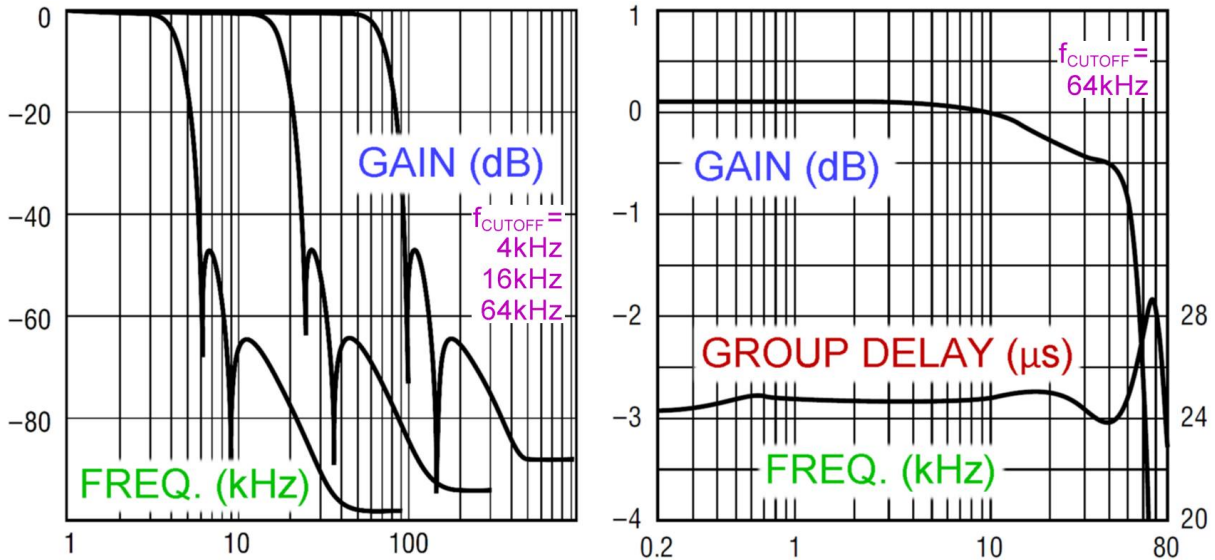 0
−20
−40
−60
−80
GAIN (dB)
fCUTOFF =
4kHz
16kHz
64kHz
FREQ. (kHz)
1
10
100
1
0
−1
−2
−3
−4
fCUTOFF =
64kHz
GAIN (dB)
GROUP DELAY (µs)
FREQ. (kHz)
28
24
20
0.2
1
10
80